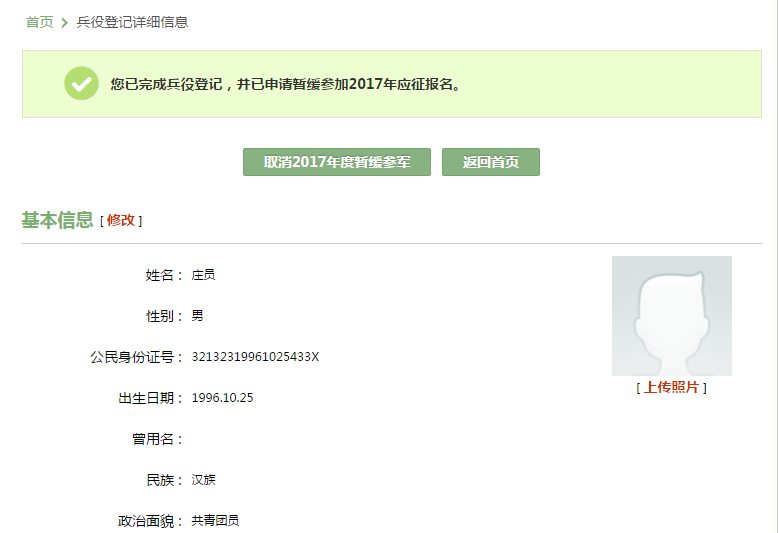 首页 > 兵役登记详细信息
您已完成兵役登记，并已申请暂缓参加2017年应征报名。
取消2017年度暂缓参军 返回首页
基本信息 [ 修改 ]
姓名： 庄员
性别： 男
公民身份证号： 32132319961025433X
[ 上传照片 ]
出生日期： 1996.10.25
曾用名：
民族： 汉族
政治面貌： 共青团员